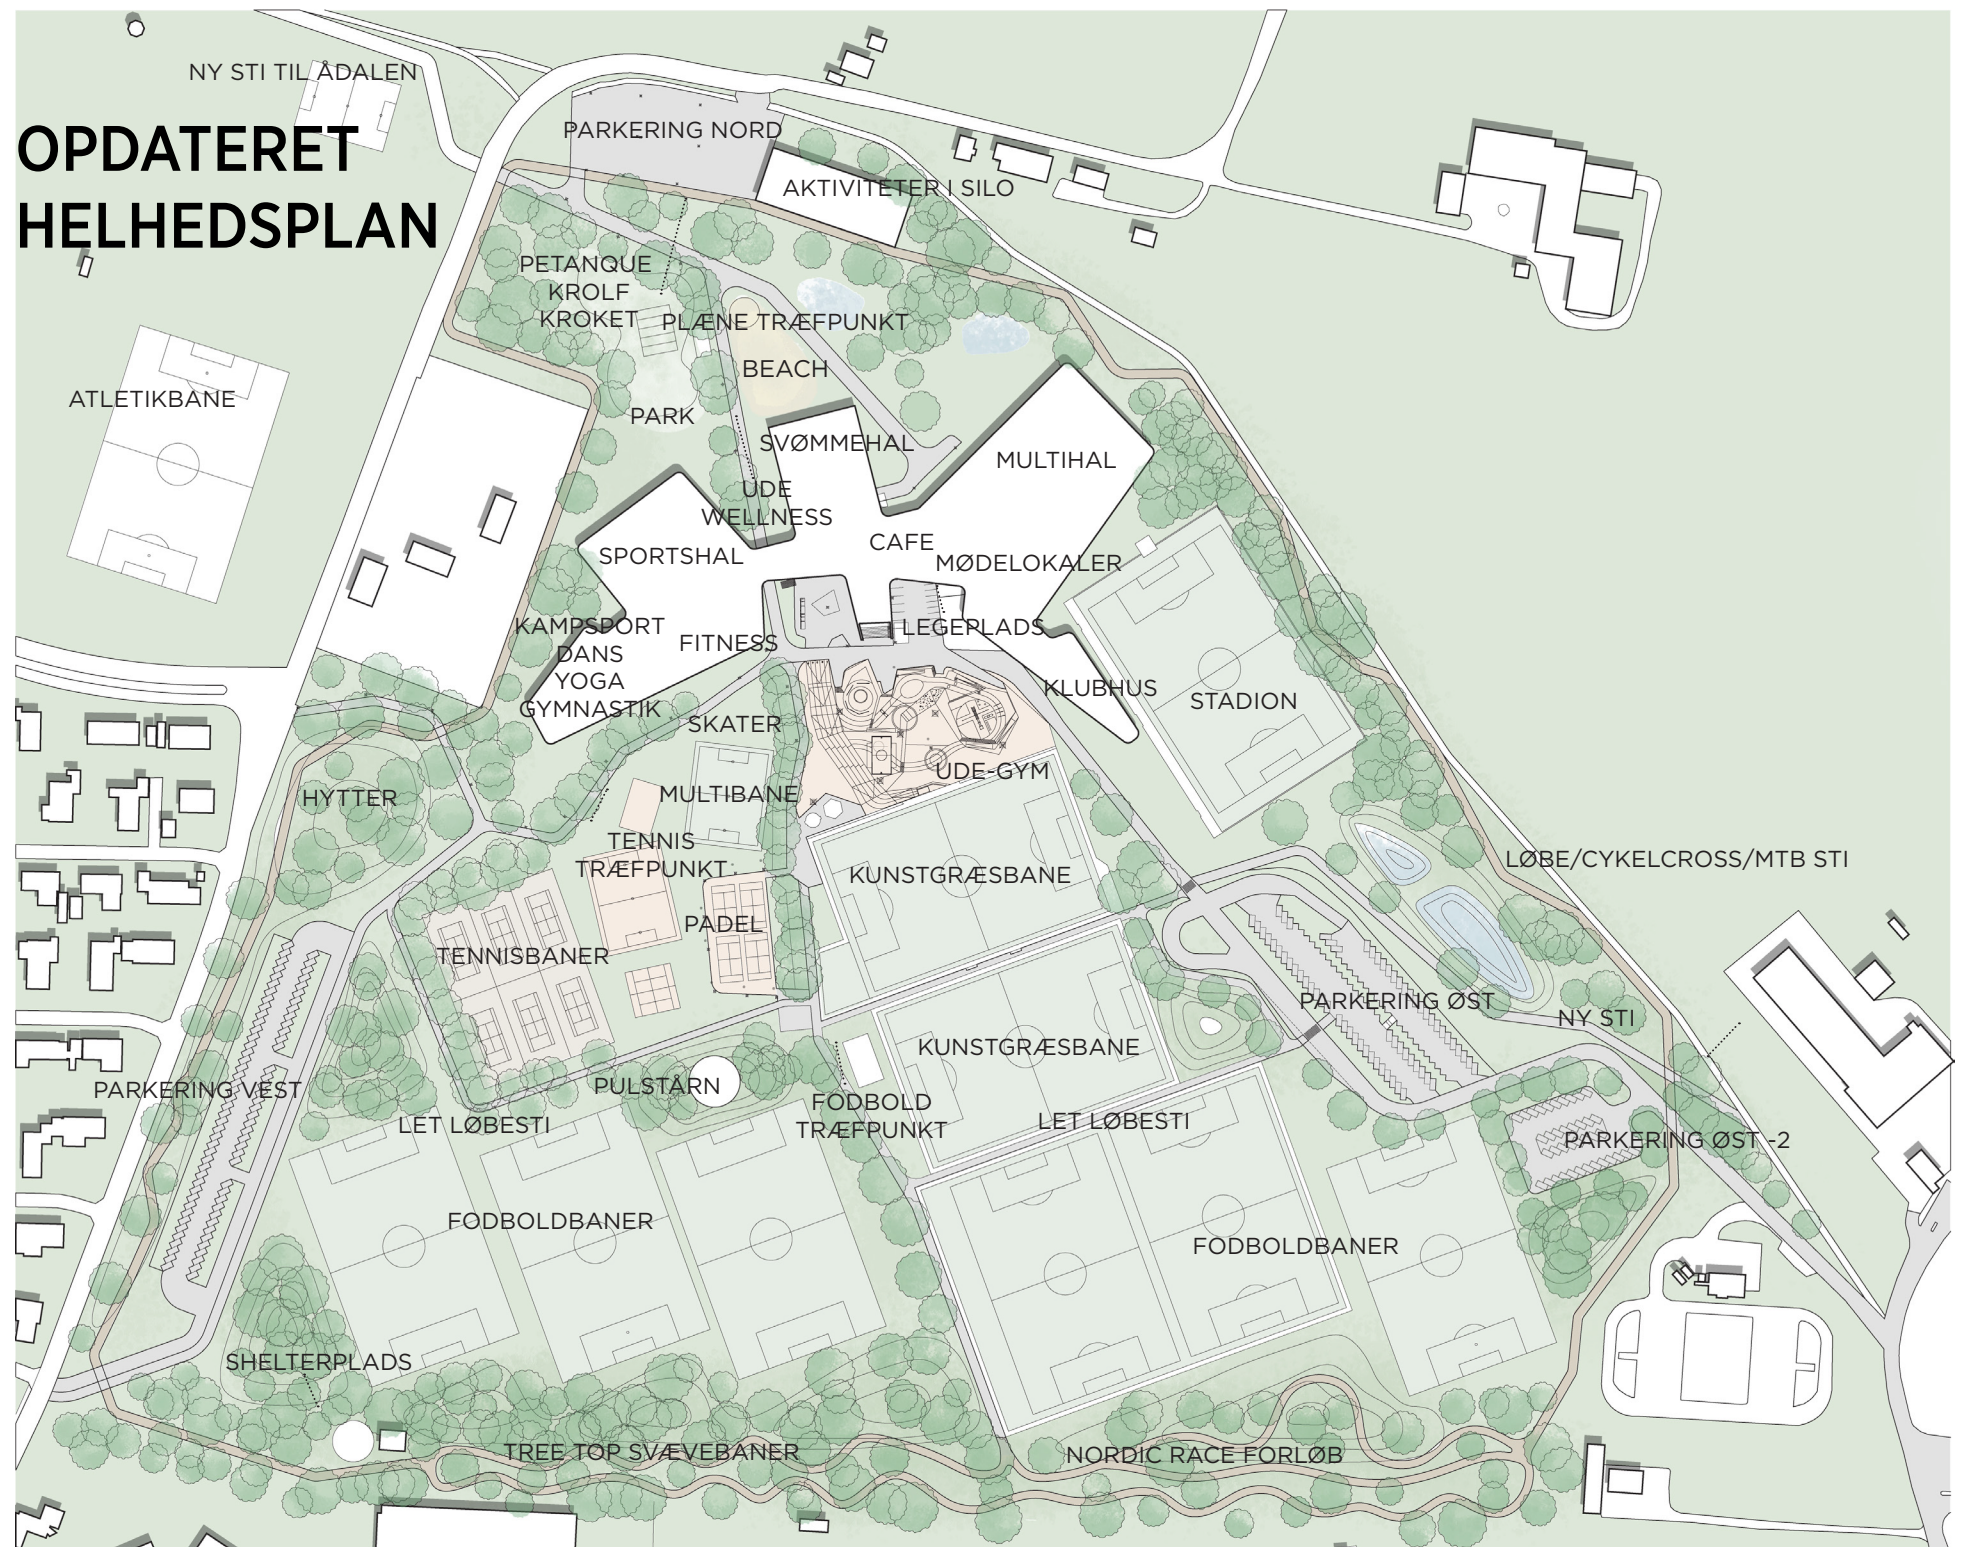 NY STI TIL ÅDALEN
OPDATERET
HELHEDSPLAN
PARKERING NORD
AKTIVITETER I SILO
PETANQUE
KROLF
KROKET
PLÆNE TRÆFPUNKT
BEACH
ATLETIKBANE
PARK
SVØMMEHAL
MULTIHAL
UDE
WELLNESS
CAFE
SPORTSHAL
MØDELOKALER
KAMPSPORT
DANS
YOGA
GYMNASTIK
FITNESS
LEGEPLADS
KLUBHUS
STADION
SKATER
UDE-GYM
HYTTER
MULTIBANE
TENNIS
TRÆFPUNKT
KUNSTGRÆSBANE
LØBE/CYKELCROSS/MTB STI
PADEL
TENNISBANER
PARKERING ØST
NY STI
KUNSTGRÆSBANE
PARKERING VEST
PULSTÅRN
LET LØBESTI
FODBOLD
TRÆFPUNKT
LET LØBESTI
PARKERING ØST -2
FODBOLDBANER
FODBOLDBANER
SHELTERPLADS
TREE TOP SVÆVEBANER
NORDIC RACE FORLØB